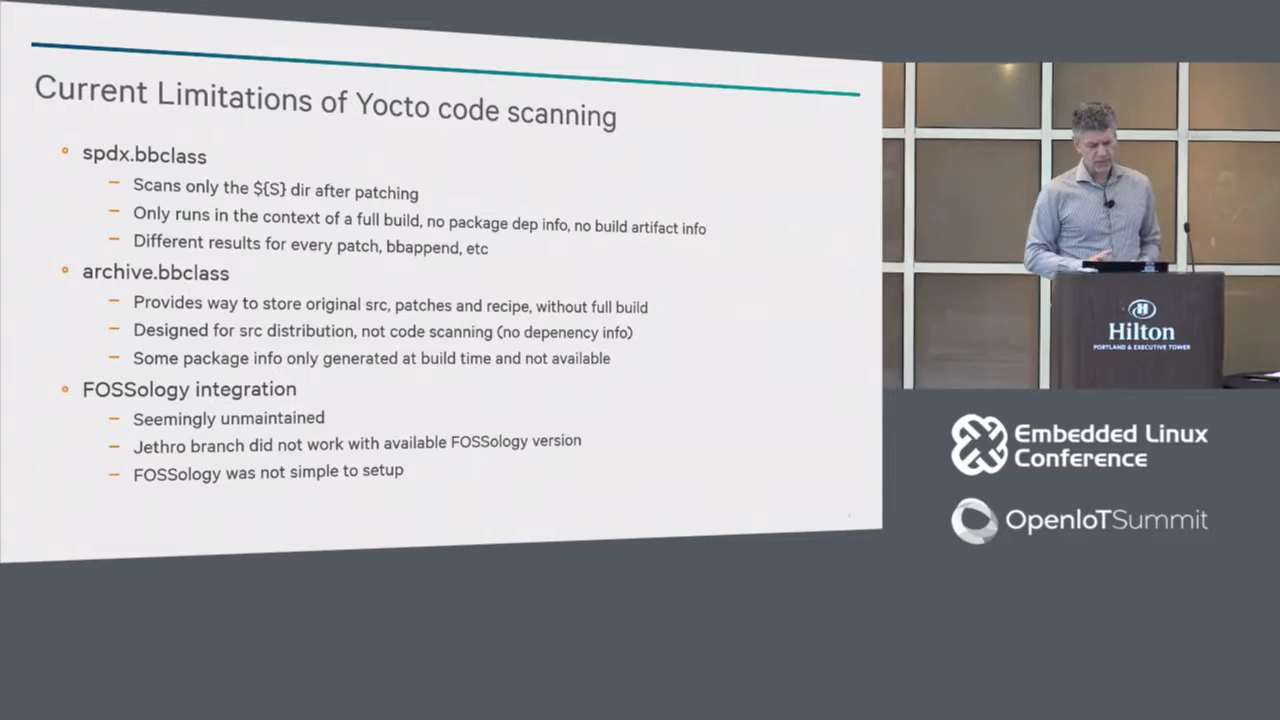 Current Limitations of Yocto code scanning
spdx.bbclass
Scans only the ${S} dir after patching
Only runs in the context of a full build, no package dep info, no build artifact info
Different results for every patch, bbappend, etc
archive.bbclass
Provides way to store original src, patches and recipe, without full build
Designed for src distribution, not code scanning (no depenency info)
Some package info only generated at build time and not available
FOSSology integration
Seemingly unmaintained
Jethro branch did not work with available FOSSology version
FOSSology was not simple to setup
Hilton
PORTLAND & EXECUTIVE TOWER
Embedded Linux
Conference
OpenIoTSummit